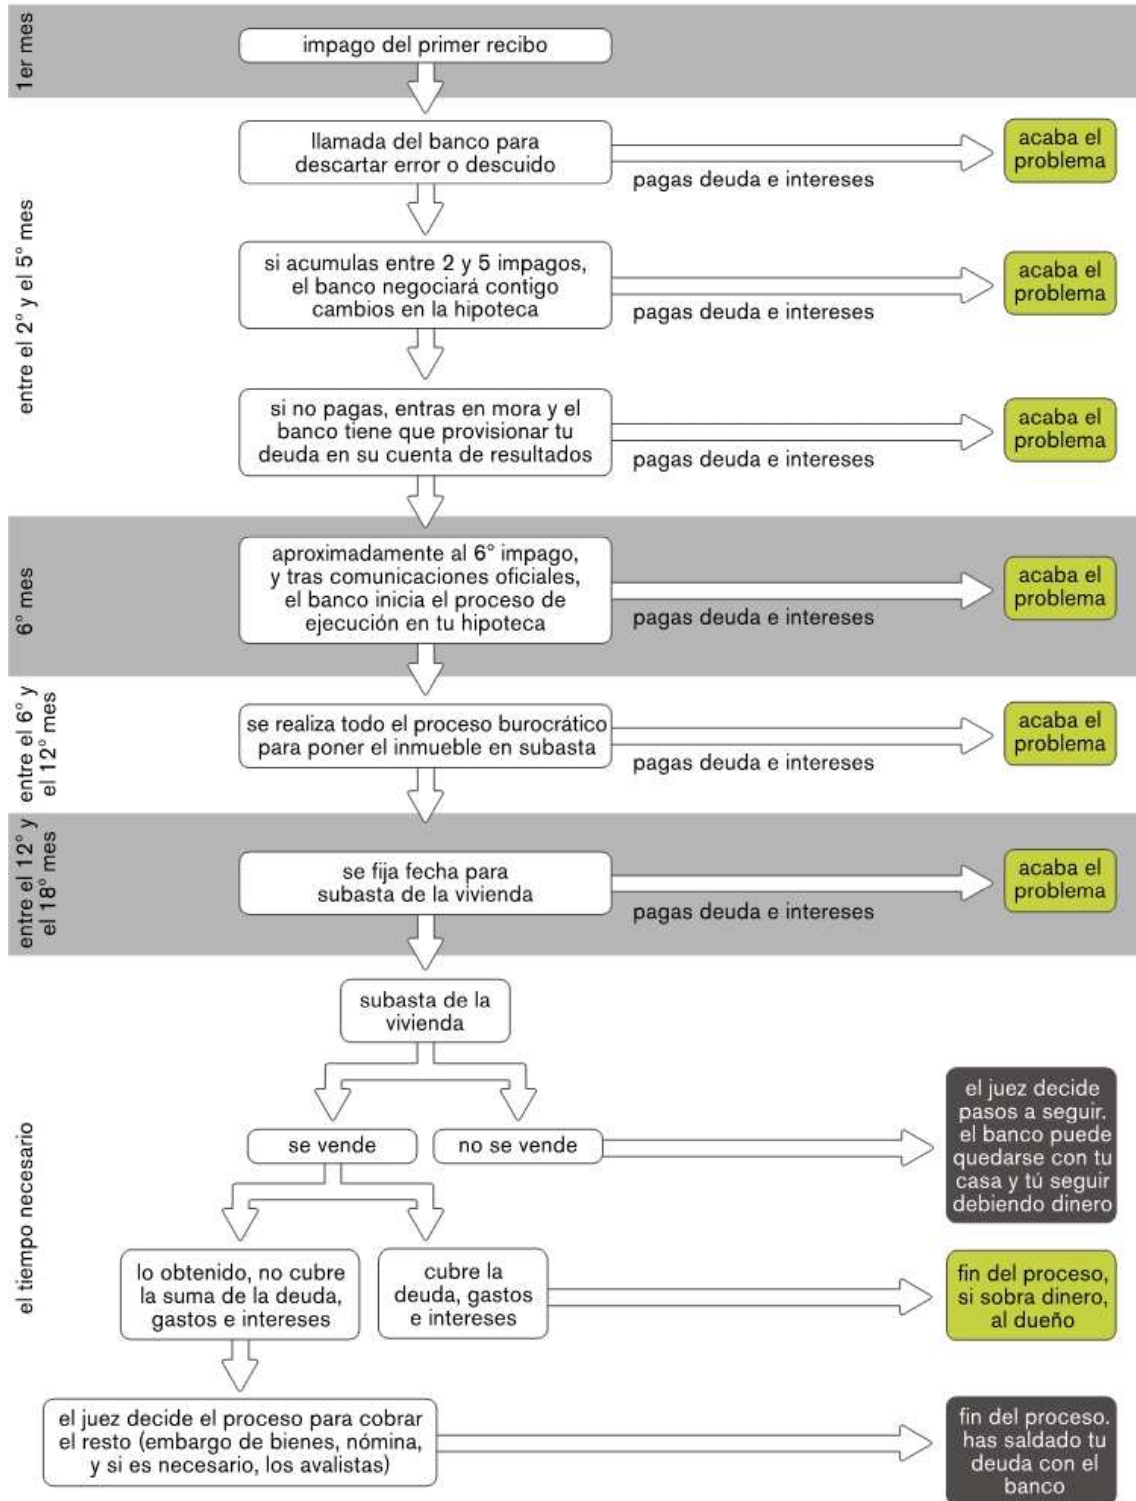 1er mes
impago del primer recibo
entre el 2° y el 5° mes
llamada del banco para
descartar error o descuido
pagas deuda e intereses
acaba el
problema
si acumulas entre 2 y 5 impagos,
el banco negociará contigo
cambios en la hipoteca
pagas deuda e intereses
acaba el
problema
si no pagas, entras en mora y el
banco tiene que provisionar tu
deuda en su cuenta de resultados
pagas deuda e intereses
acaba el
problema
6° mes
aproximadamente al 6° impago,
y tras comunicaciones oficiales,
el banco inicia el proceso de
ejecución en tu hipoteca
pagas deuda e intereses
acaba el
problema
entre el 6° y
el 12° mes
se realiza todo el proceso burocrático
para poner el inmueble en subasta
pagas deuda e intereses
acaba el
problema
entre el 12° y
el 18° mes
se fija fecha para
subasta de la vivienda
pagas deuda e intereses
acaba el
problema
el tiempo necesario
subasta de la
vivienda
se vende
no se vende
el juez decide
pasos a seguir.
el banco puede
quedarse con tu
casa y tú seguir
debiendo dinero
lo obtenido, no cubre
la suma de la deuda,
gastos e intereses
cubre la
deuda, gastos
e intereses
fin del proceso,
si sobra dinero,
al dueño
el juez decide el proceso para cobrar
el resto (embargo de bienes, nómina,
y si es necesario, los avalistas)
fin del proceso.
has saldado tu
deuda con el
banco